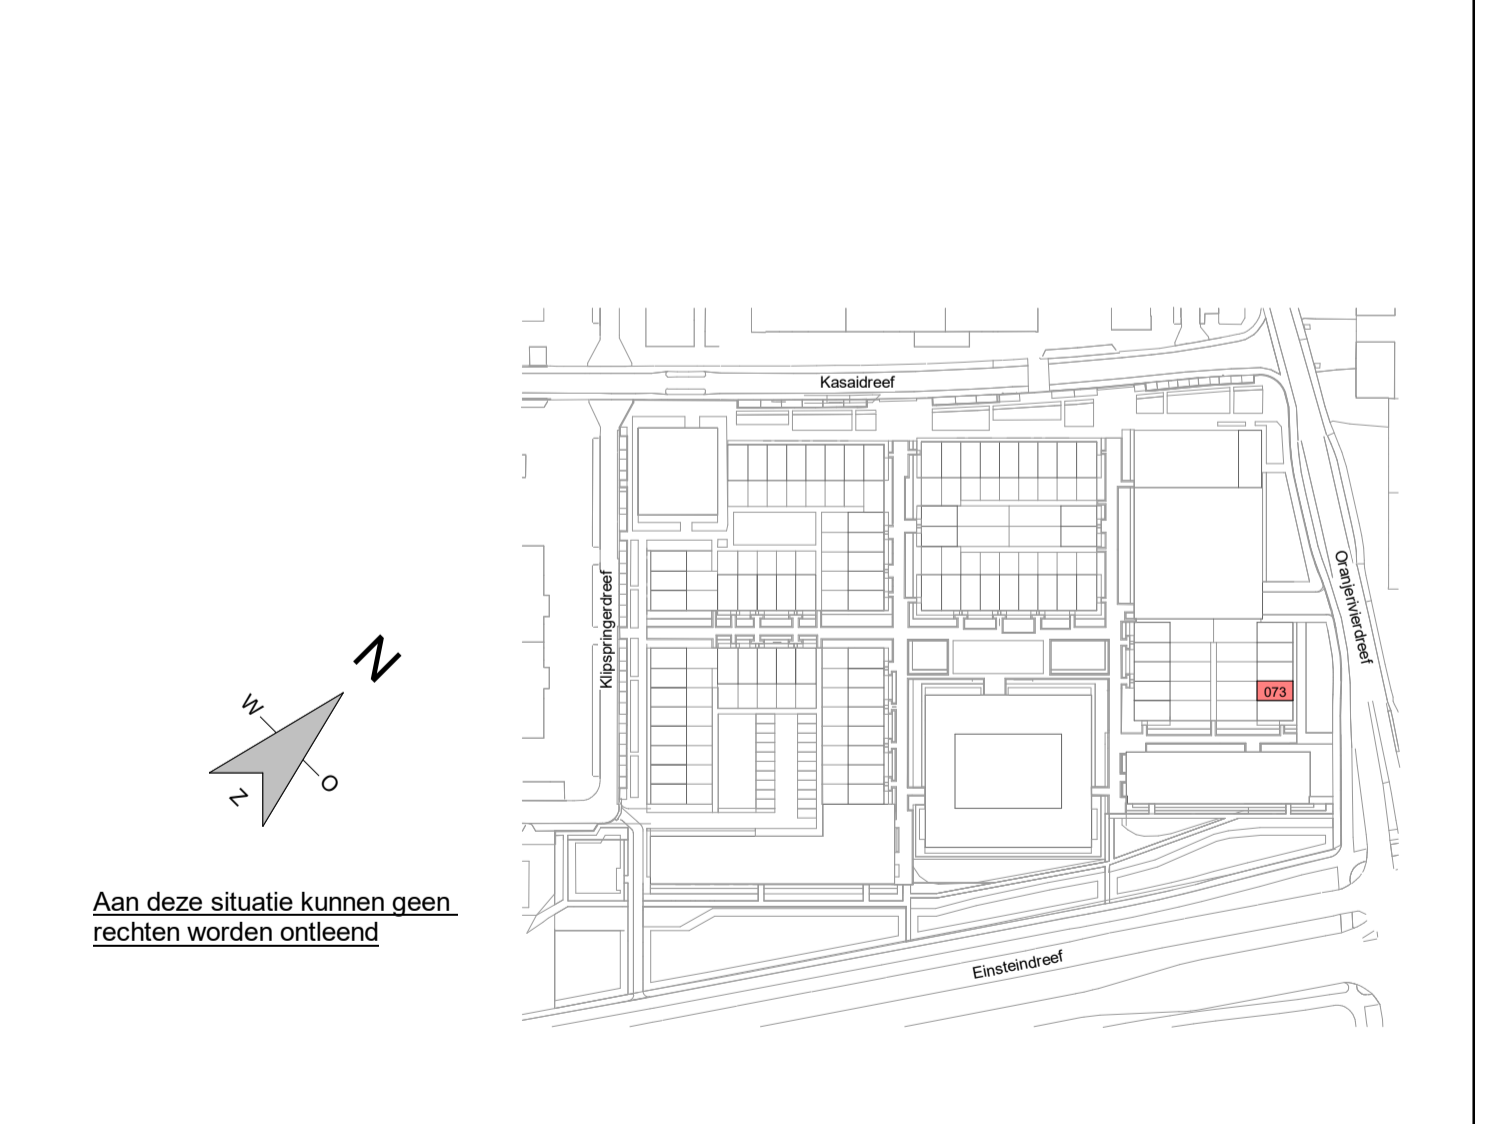 Kasaidreef
Klipspringerdreef
Oranjerivierdreef
073
N
W
O
Z
Aan deze situatie kunnen geen
rechten worden ontleend
Einsteindreef